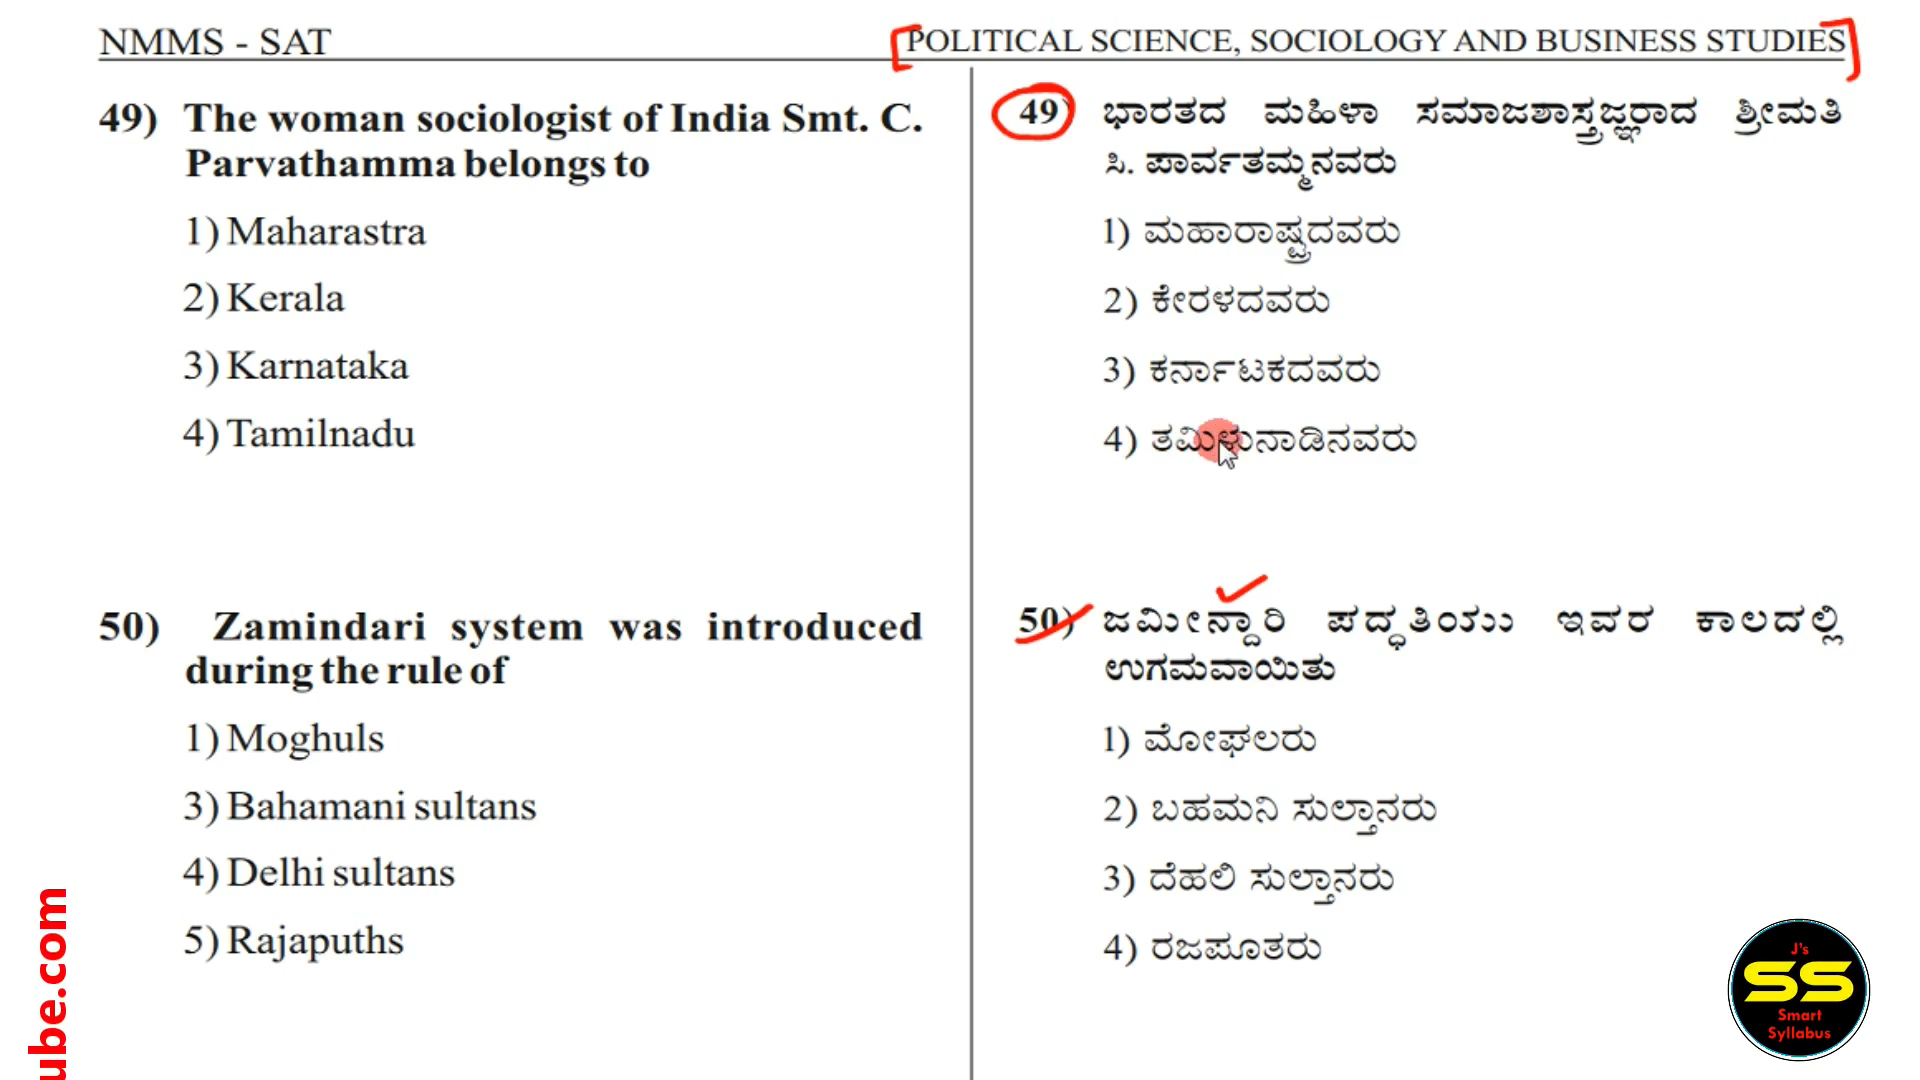 NMMS - SAT
POLITICAL SCIENCE, SOCIOLOGY AND BUSINESS STUDIES
49) The woman sociologist of India Smt. C.
Parvathamma belongs to
1) Maharastra
2) Kerala
3) Karnataka
4) Tamilnadu
50) Zamindari system was introduced
during the rule of
1) Moghuls
3) Bahamani sultans
4) Delhi sultans
5) Rajapuths
49) ಭಾರತದ ಮಹಿಳಾ ಸಮಾಜಶಾಸ್ತ್ರಜ್ಞರಾದ ಶ್ರೀಮತಿ
ಸಿ. ಪಾರ್ವತಮ್ಮನವರು
1) ಮಹಾರಾಷ್ಟ್ರದವರು
2) ಕೇರಳದವರು
3) ಕರ್ನಾಟಕದವರು
4) ತಮಿಳುನಾಡಿನವರು
50) ಜಮೀನ್ದಾರಿ ಪದ್ಧತಿಯು ಇವರ ಕಾಲದಲ್ಲಿ
ಉಗಮವಾಯಿತು
1) ಮೋಘಲರು
2) ಬಹಮನಿ ಸುಲ್ತಾನರು
3) ದೆಹಲಿ ಸುಲ್ತಾನರು
4) ರಜಪೂತರು
ube.com
J's
SS
Smart
Syllabus